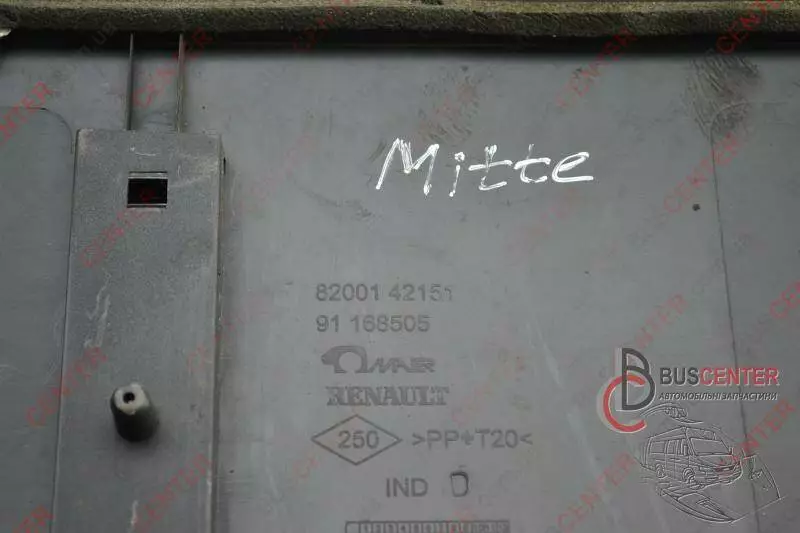 Mitte
82001 42151
91 168505
RENAULT
250 >PP+T20<
IND D
BUSCENTER
АВТОМОБІЛЬНІ ЗАПЧАСТИНИ